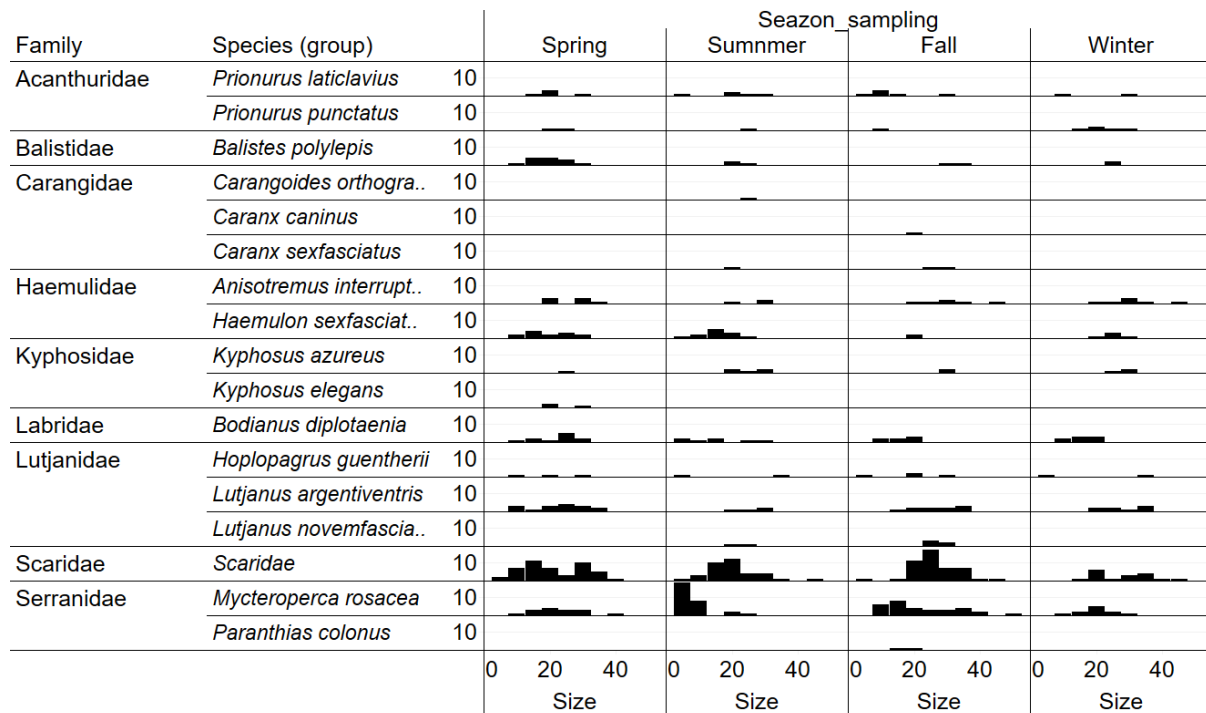 Seazon_sampling
Family Species (group) Spring Sumnmer Fall Winter
Acanthuridae Prionurus laticlavius 10
Prionurus punctatus 10
Balistidae Balistes polylepis 10
Carangidae Carangoides orthogra.. 10
Caranx caninus 10
Caranx sexfasciatus 10
Haemulidae Anisotremus interrupt.. 10
Haemulon sexfasciat.. 10
Kyphosidae Kyphosus azureus 10
Kyphosus elegans 10
Labridae Bodianus diplotaenia 10
Lutjanidae Hoplopagrus guentherii 10
Lutjanus argentiventris 10
Lutjanus novemfascia.. 10
Scaridae Scaridae 10
Serranidae Mycteroperca rosacea 10
Paranthias colonus 10
0 20 40 0 20 40 0 20 40 0 20 40
Size Size Size Size